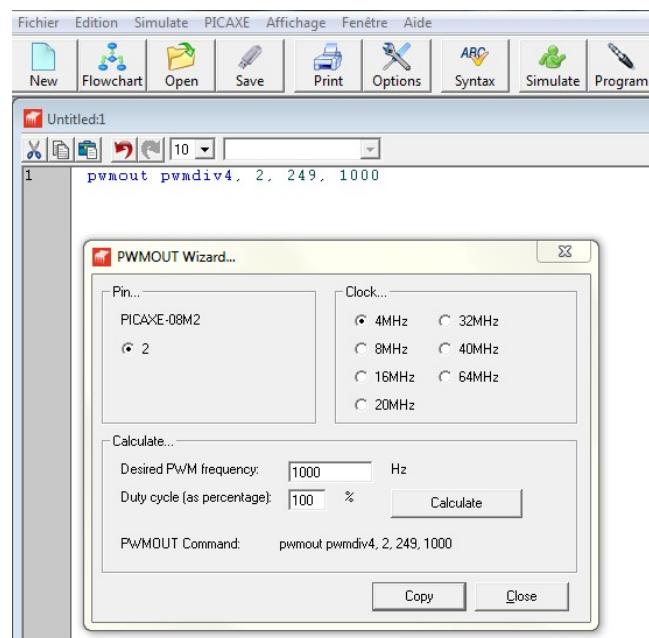 Fichier Edition Simulate PICAXE Affichage Fenêtre Aide
New Flowchart Open Save Print Options Syntax Simulate Program
ABC
Untitled:1
10
1 pwmout pwmdiv4, 2, 249, 1000
PWMOUT Wizard...
Pin...
PICAXE-08M2
2
Clock...
4MHz 32MHz
8MHz 40MHz
16MHz 64MHz
20MHz
Calculate...
Desired PWM frequency: 1000 Hz
Duty cycle (as percentage): 100 % Calculate
PWMOUT Command: pwmout pwmdiv4, 2, 249, 1000
Copy Close